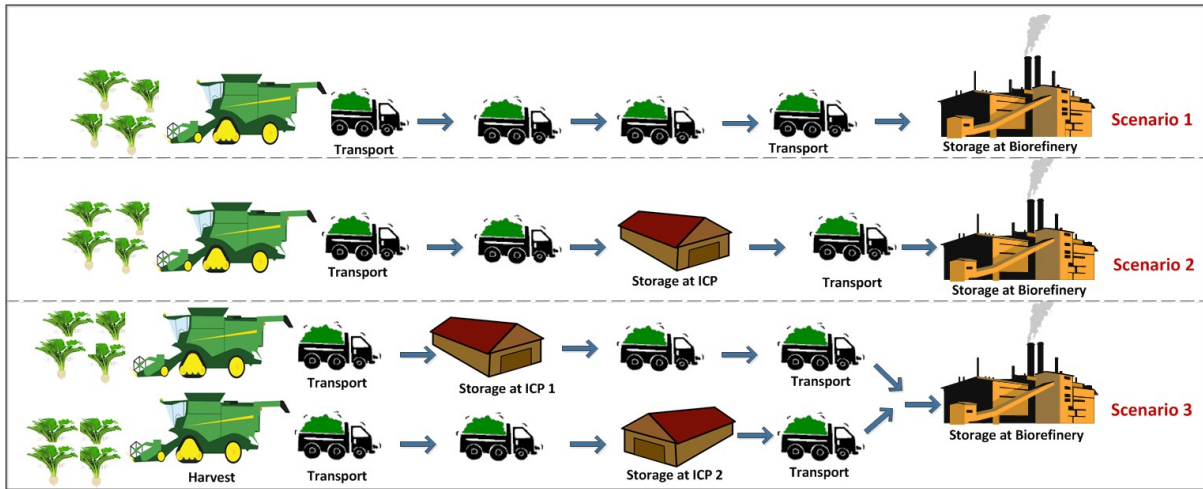 Transport
Transport
Storage at Biorefinery
Scenario 1
Transport
Storage at ICP
Transport
Storage at Biorefinery
Scenario 2
Transport
Storage at ICP 1
Transport
Storage at Biorefinery
Scenario 3
Harvest
Transport
Storage at ICP 2
Transport